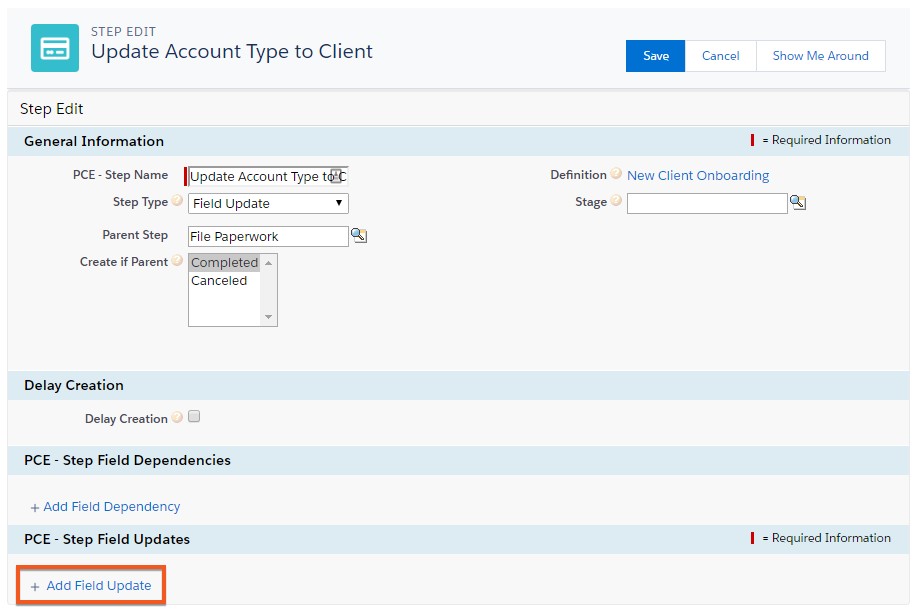 STEP EDIT
Update Account Type to Client
Save
Cancel
Show Me Around
Step Edit
General Information
= Required Information
PCE - Step Name
Update Account Type to C
Definition
New Client Onboarding
Step Type
Field Update
Stage
Parent Step
File Paperwork
Create if Parent
Completed
Canceled
Delay Creation
Delay Creation
PCE - Step Field Dependencies
+ Add Field Dependency
PCE - Step Field Updates
= Required Information
+ Add Field Update